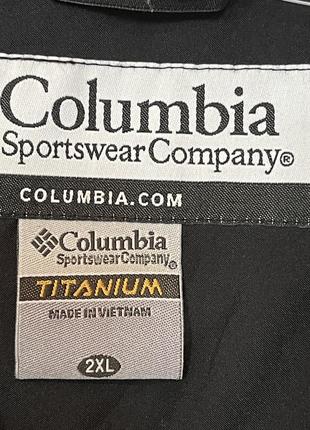 Columbia
Sportswear Company®
COLUMBIA.COM
Columbia
Sportswear Company®
TITANIUM
MADE IN VIETNAM
2XL